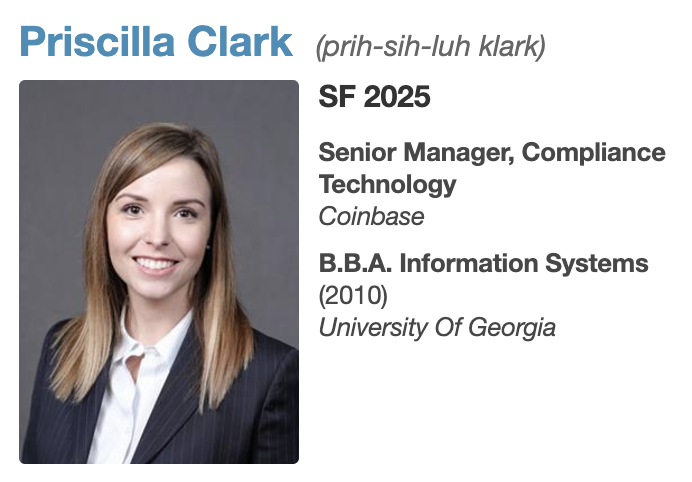 Priscilla Clark (prih-sih-luh klark)
SF 2025
Senior Manager, Compliance
Technology
Coinbase
B.B.A. Information Systems
(2010)
University Of Georgia